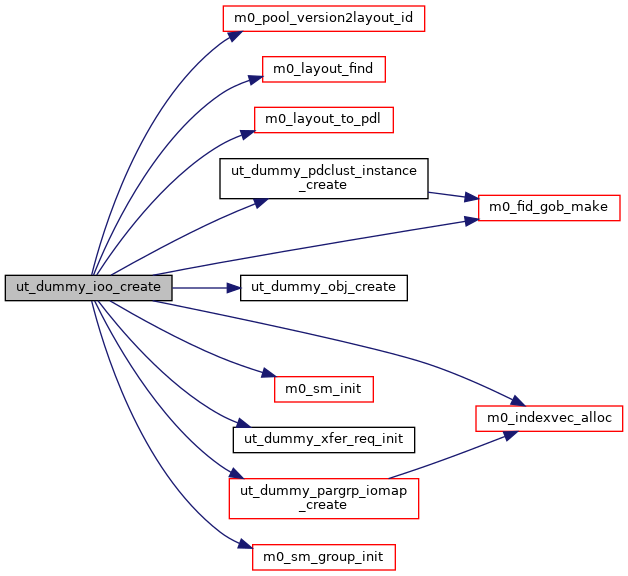 m0_pool_version2layout_id
m0_layout_find
m0_layout_to_pdl
ut_dummy_pdclust_instance
_create
m0_fid_gob_make
ut_dummy_ioo_create
ut_dummy_obj_create
m0_sm_init
m0_indexvec_alloc
ut_dummy_xfer_req_init
ut_dummy_pargrp_iomap
_create
m0_sm_group_init